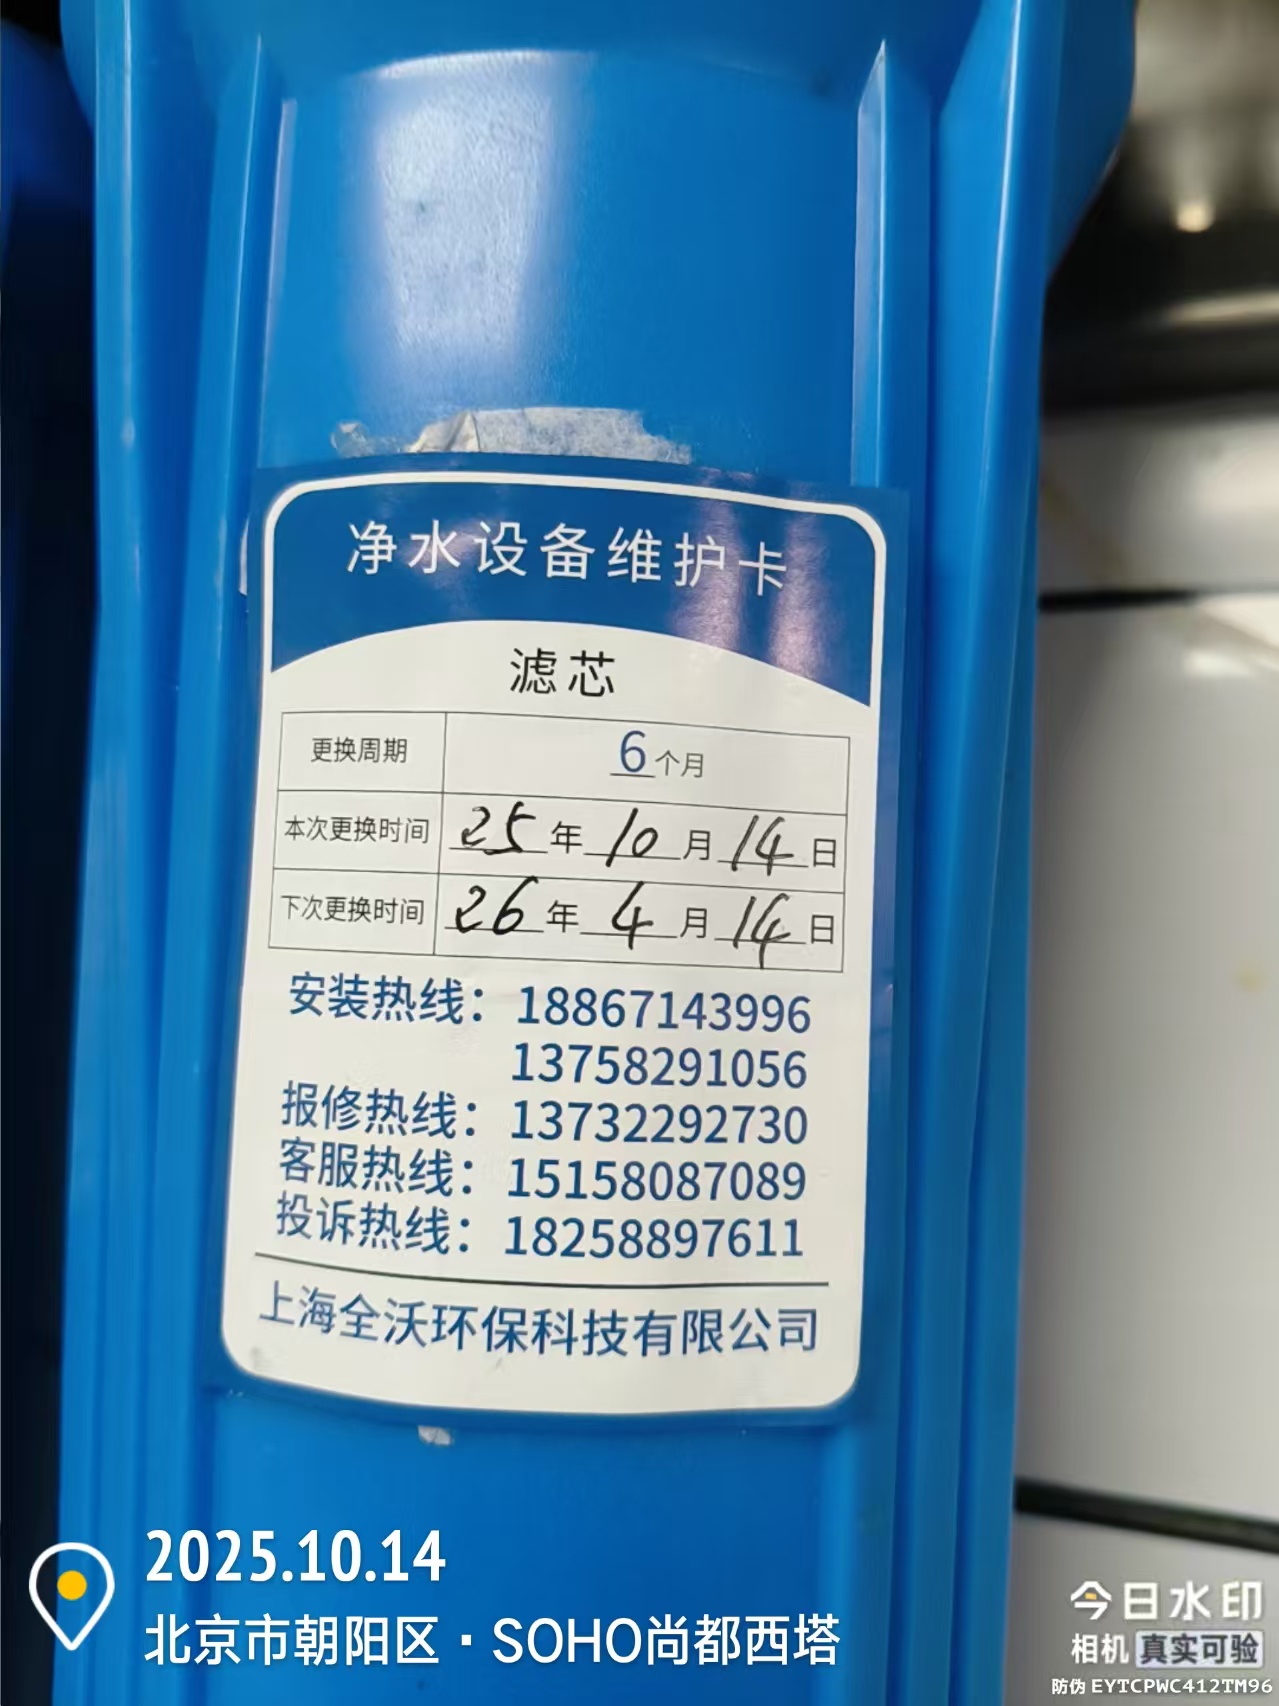 净水设备维护卡
滤芯
更换周期 6个月
本次更换时间 25年10月14日
下次更换时间 26年4月14日
安装热线：18867143996
13758291056
报修热线：13732292730
客服热线：15158087089
投诉热线：18258897611
上海全沃环保科技有限公司
2025.10.14
北京市朝阳区·SOHO尚都西塔
今日水印
相机 真实可验
防伪 EYTCPWC412TM96